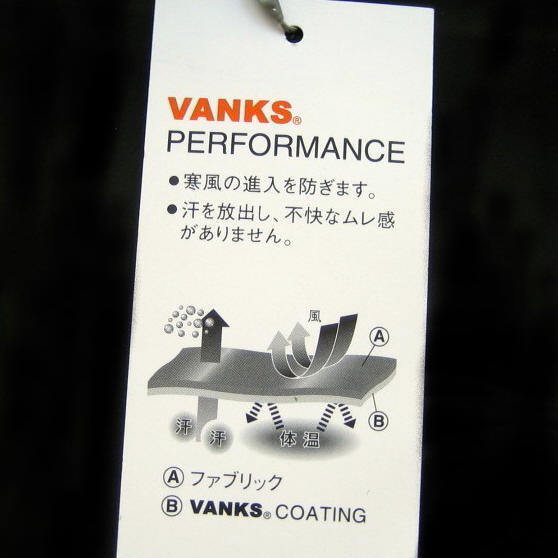 VANKS®
PERFORMANCE
●寒風の進入を防ぎます。
●汗を放出し、不快なムレ感
がありません。
風
A
B
汗 汗
体温
Ⓐ ファブリック
Ⓑ VANKS® COATING